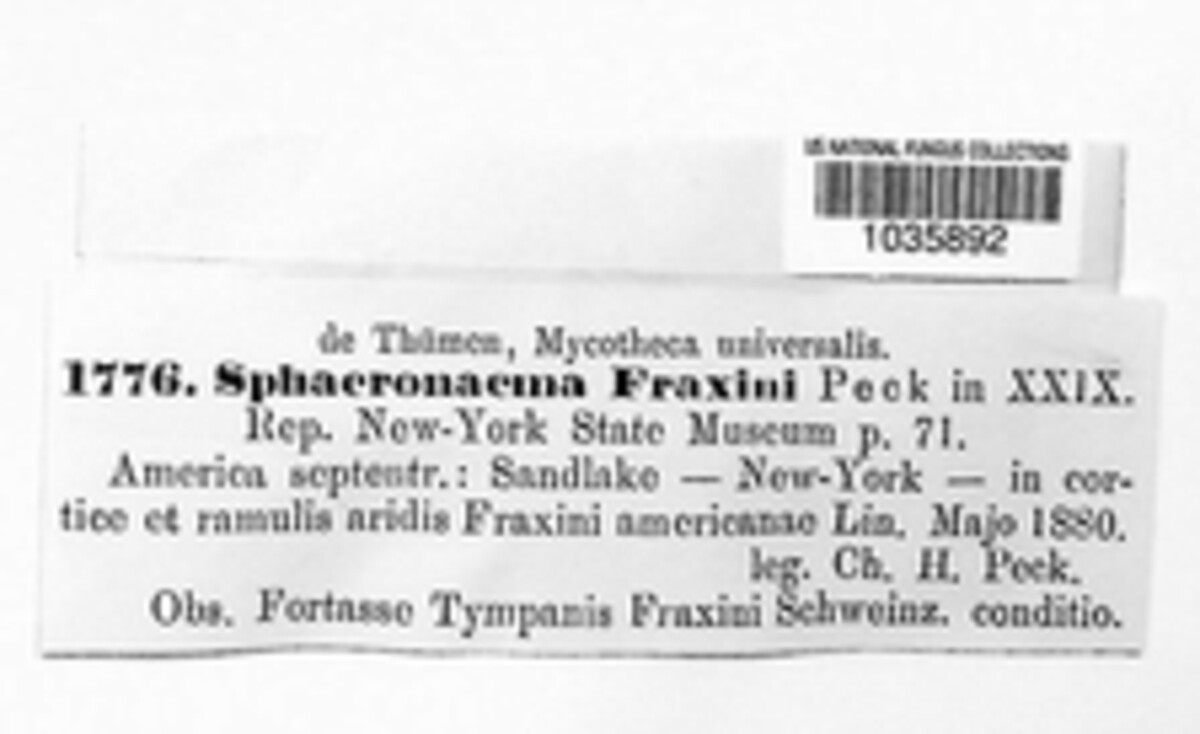 US NATIONAL FUNGUS COLLECTIONS
1035892
de Thümen, Mycotheca universalis.
1776. Sphaeronaema Fraxini Peck in XXIX.
Rep. New-York State Museum p. 71.
America septentr.: Sandlake — New-York — in cor-
tice et ramulis aridis Fraxini americanae Lin. Majo 1880.
leg. Ch. H. Peck.
Obs. Fortasse Tympanis Fraxini Schweinz. conditio.